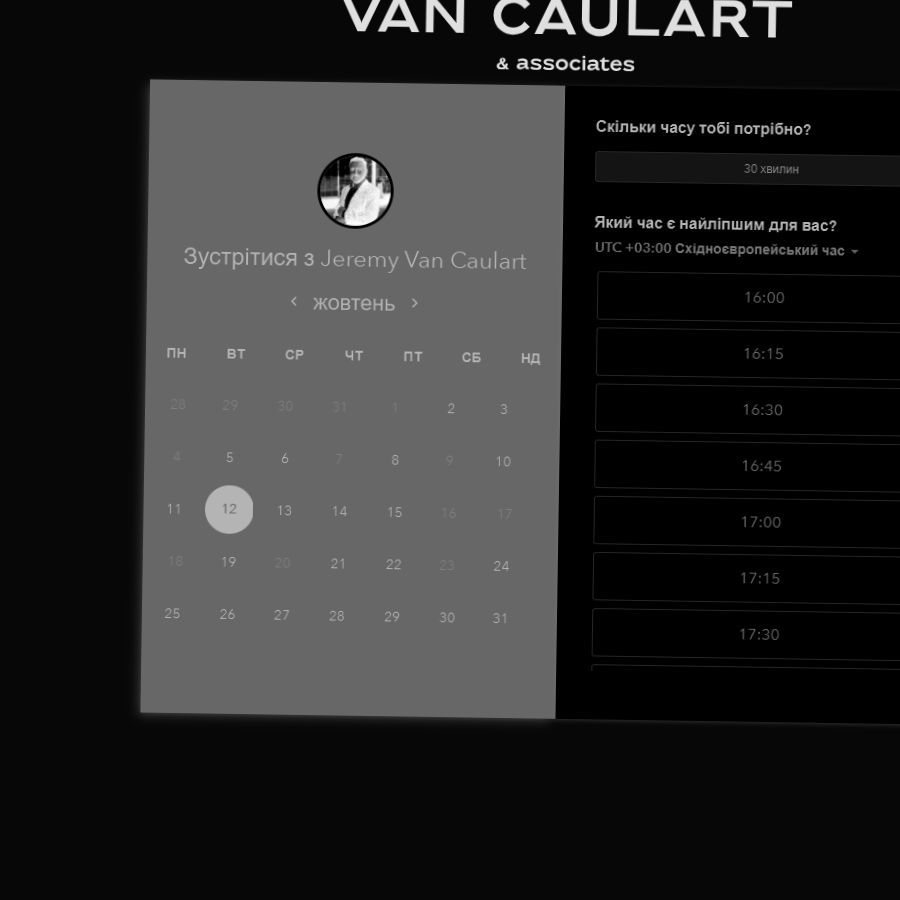 VAN CAULART
& associates
Зустрітися з Jeremy Van Caulart
жовтень
ПН ВТ СР ЧТ ПТ СБ НД
28 29 30 31 1 2 3
4 5 6 7 8 9 10
11 12 13 14 15 16 17
18 19 20 21 22 23 24
25 26 27 28 29 30 31
Скільки часу тобі потрібно?
30 хвилин
Який час є найліпшим для вас?
UTC +03:00 Східноєвропейський час
16:00
16:15
16:30
16:45
17:00
17:15
17:30